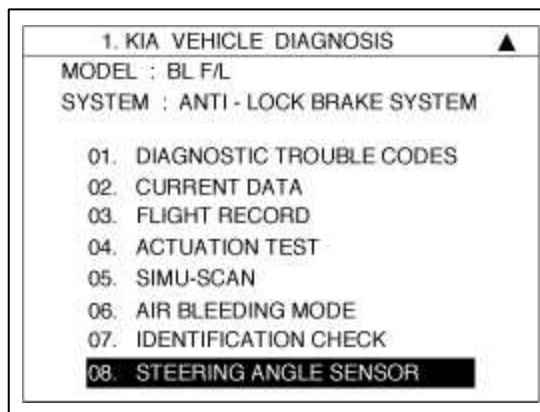 1. KIA VEHICLE DIAGNOSIS ▲
MODEL : BL F/L
SYSTEM : ANTI - LOCK BRAKE SYSTEM
01. DIAGNOSTIC TROUBLE CODES
02. CURRENT DATA
03. FLIGHT RECORD
04. ACTUATION TEST
05. SIMU-SCAN
06. AIR BLEEDING MODE
07. IDENTIFICATION CHECK
08. STEERING ANGLE SENSOR